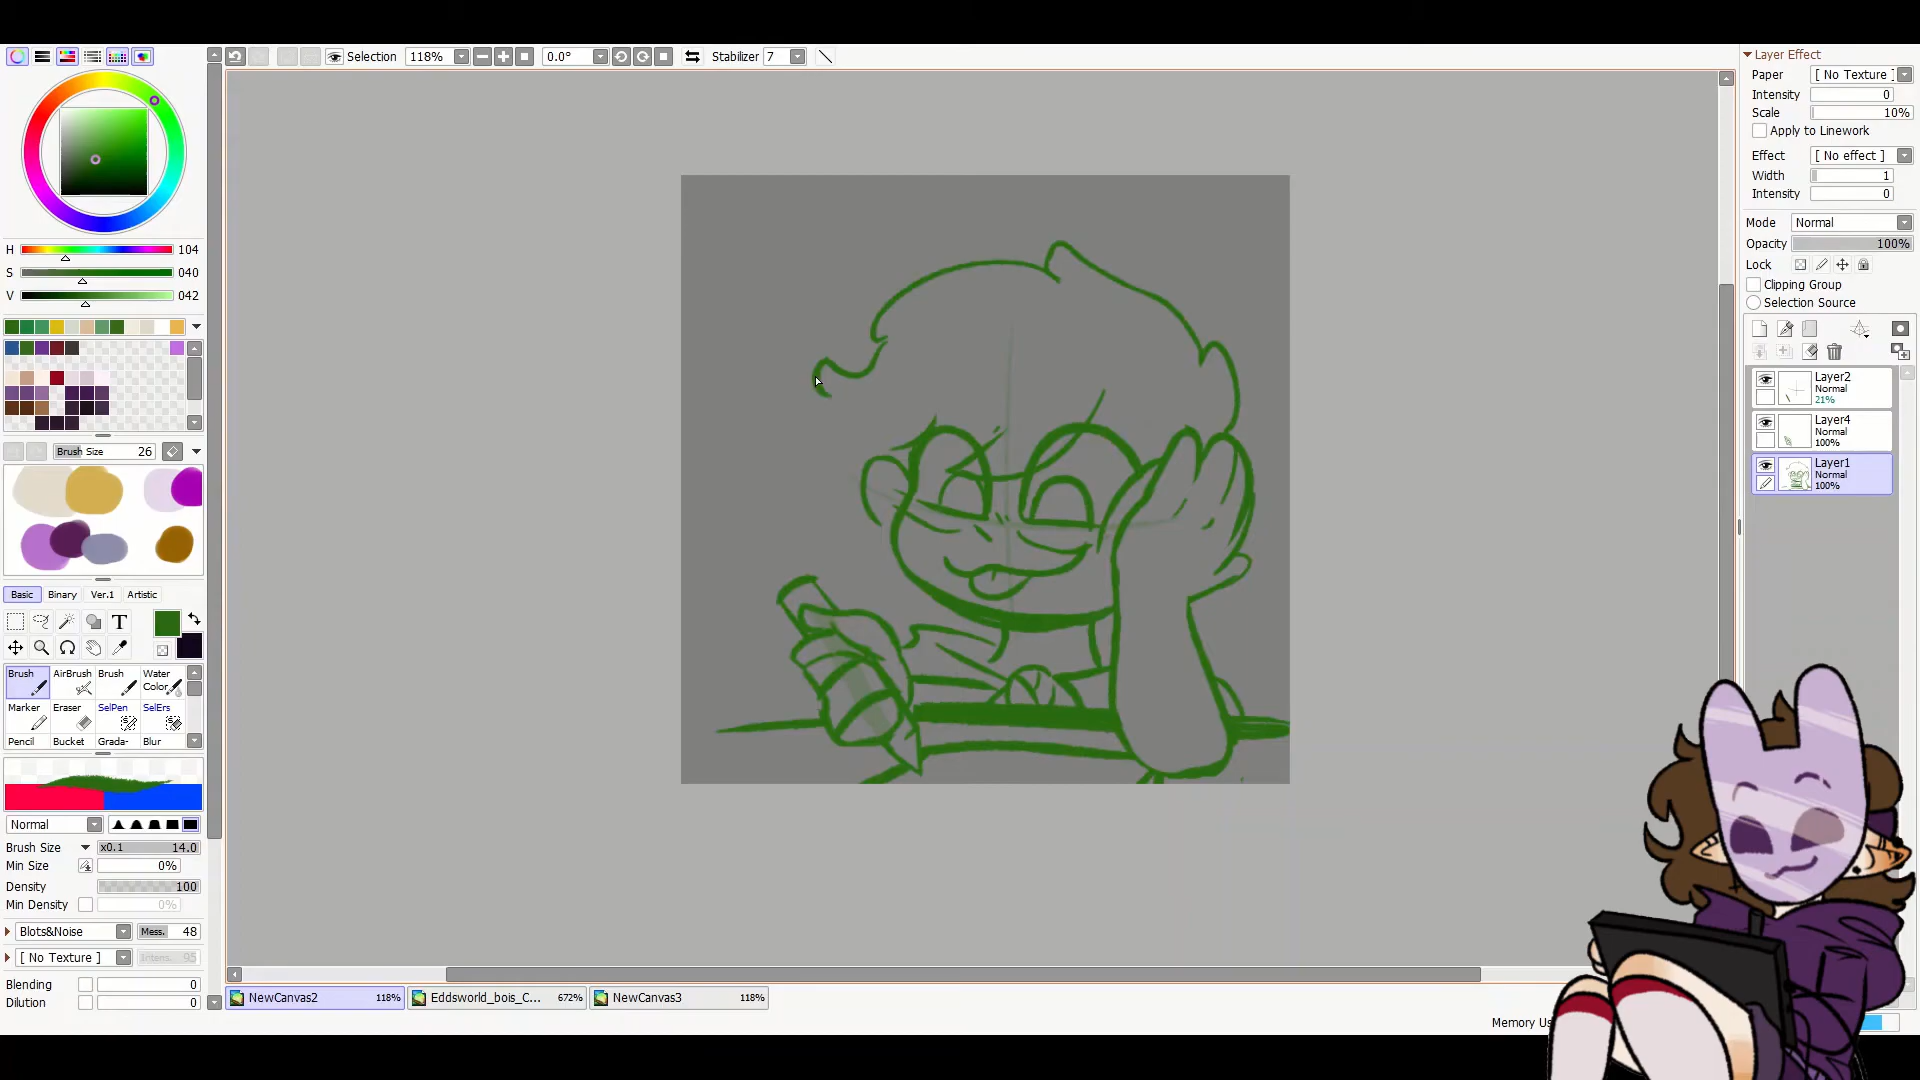 Selection 118% 0.0° Stabilizer 7
Layer Effect
Paper [ No Texture ]
Intensity 0
Scale 10%
Apply to Linework
Effect [ No effect ]
Width 1
Intensity 0
Mode Normal
Opacity 100%
Lock
Clipping Group
Selection Source
Layer2
Normal
21%
Layer4
Normal
100%
Layer1
Normal
100%
H 104
S 040
V 042
Brush Size 26
Basic Binary Ver.1 Artistic
T
Brush AirBrush Brush Water Color
Marker Eraser SelPen SelErs
Pencil Bucket Grada- Blur
Normal
Brush Size x0.1 14.0
Min Size 0%
Density 100
Min Density 0%
Blots&Noise Mess. 48
[ No Texture ] Intens. 95
Blending 0
Dilution 0
NewCanvas2 118% Eddsworld_bois_C... 672% NewCanvas3 118%
Memory